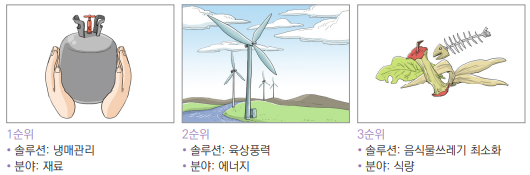 1순위
• 솔루션: 냉매관리
• 분야: 재료
2순위
• 솔루션: 육상풍력
• 분야: 에너지
3순위
• 솔루션: 음식물쓰레기 최소화
• 분야: 식량